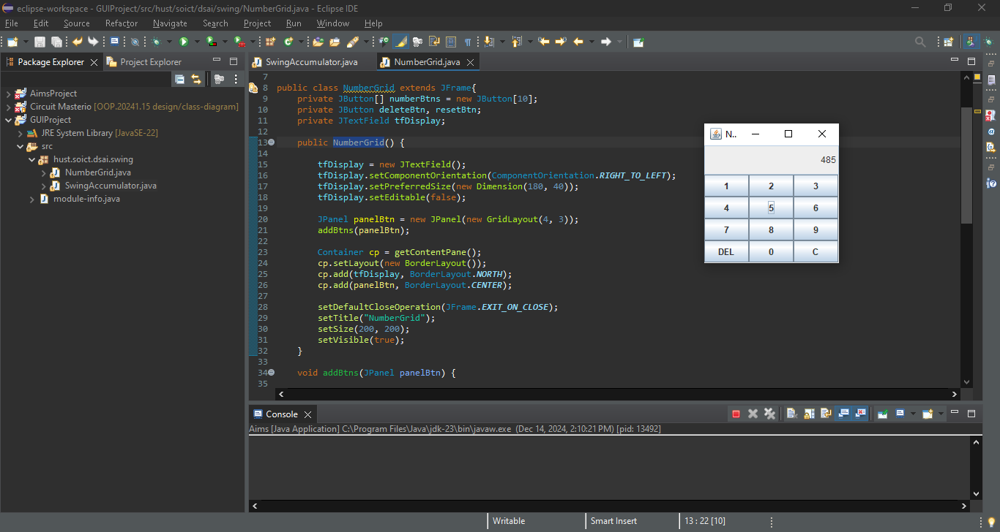 eclipse-workspace - GUIProject/src/hust/soict/dsai/swing/NumberGrid.java - Eclipse IDE
File Edit Source Refactor Navigate Search Project Run Window Help
Package Explorer Project Explorer
AimsProject
Circuit Masterio [OOP.20241.15 design/class-diagram]
GUIProject
JRE System Library [JavaSE-22]
src
hust.soict.dsai.swing
NumberGrid.java
SwingAccumulator.java
module-info.java
SwingAccumulator.java NumberGrid.java
7
8 public class NumberGrid extends JFrame{
9 private JButton[] numberBtns = new JButton[10];
10 private JButton deleteBtn, resetBtn;
11 private JTextField tfDisplay;
12
13 public NumberGrid() {
14
15 tfDisplay = new JTextField();
16 tfDisplay.setComponentOrientation(ComponentOrientation.RIGHT_TO_LEFT);
17 tfDisplay.setPreferredSize(new Dimension(180, 40));
18 tfDisplay.setEditable(false);
19
20 JPanel panelBtn = new JPanel(new GridLayout(4, 3));
21 addBtns(panelBtn);
22
23 Container cp = getContentPane();
24 cp.setLayout(new BorderLayout());
25 cp.add(tfDisplay, BorderLayout.NORTH);
26 cp.add(panelBtn, BorderLayout.CENTER);
27
28 setDefaultCloseOperation(JFrame.EXIT_ON_CLOSE);
29 setTitle("NumberGrid");
30 setSize(200, 200);
31 setVisible(true);
32 }
33
34 void addBtns(JPanel panelBtn) {
35
N..
485
1 2 3
4 5 6
7 8 9
DEL 0 C
Console
Aims [Java Application] C:\Program Files\Java\jdk-23\bin\javaw.exe (Dec 14, 2024, 2:10:21 PM) [pid: 13492]
Writable Smart Insert 13 : 22 [10]